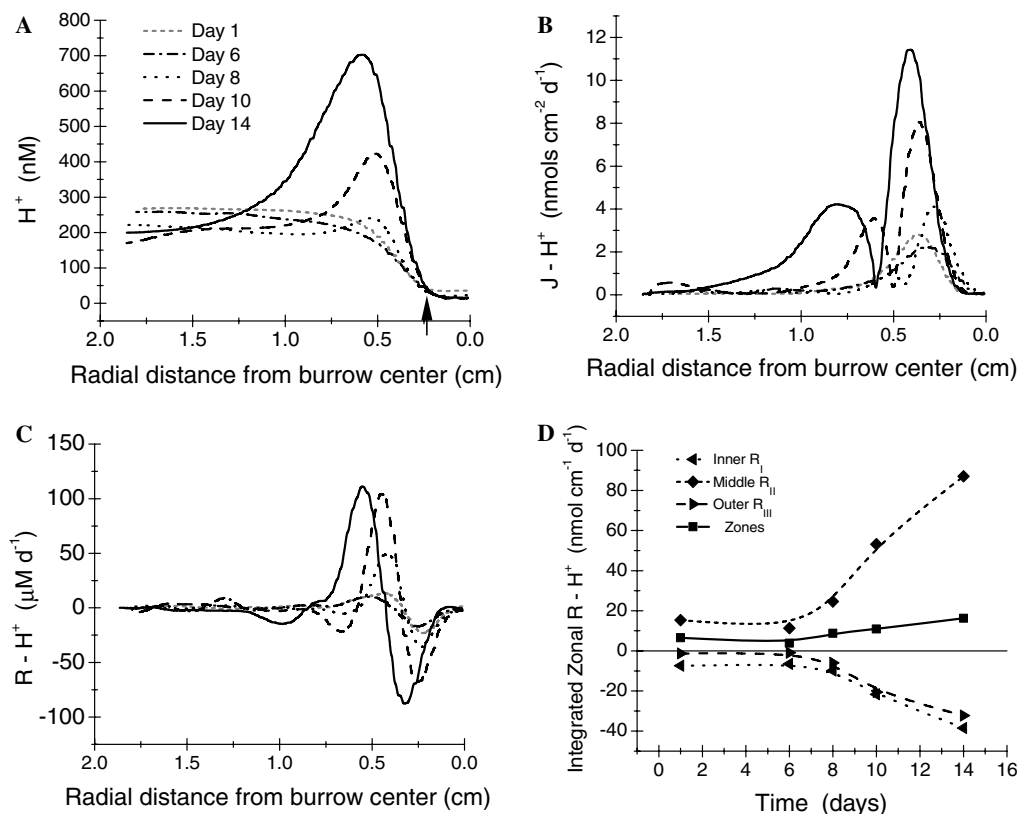 A
800
700
600
500
400
300
200
100
0
H+ (nM)
Day 1
Day 6
Day 8
Day 10
Day 14
2.0 1.5 1.0 0.5 0.0
Radial distance from burrow center (cm)
B
12
10
8
6
4
2
0
J - H+ (nmols cm-2 d-1)
2.0 1.5 1.0 0.5 0.0
Radial distance from burrow center (cm)
C
150
100
50
0
-50
-100
R - H+ (μM d-1)
2.0 1.5 1.0 0.5 0.0
Radial distance from burrow center (cm)
D
100
80
60
40
20
0
-20
-40
Integrated Zonal R - H+ (nmol cm-1 d-1)
Inner RI
Middle RII
Outer RIII
Zones
0 2 4 6 8 10 12 14 16
Time (days)